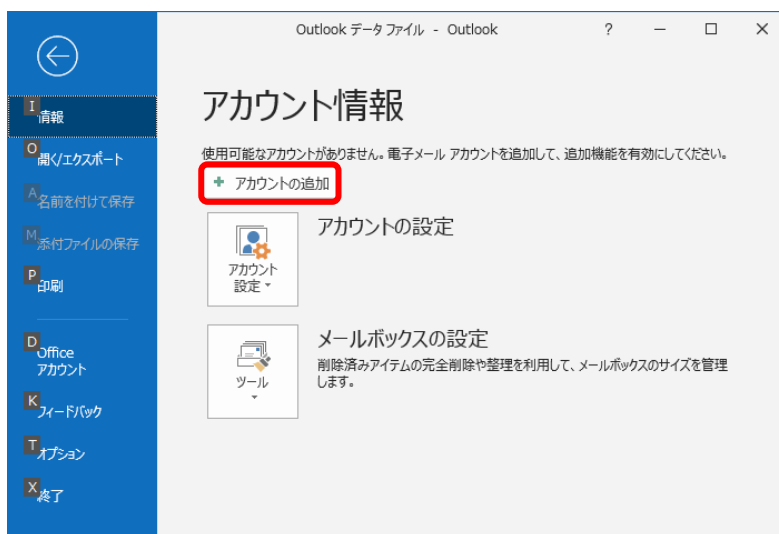 Outlook データ ファイル - Outlook
?
I
情報
O
開く/エクスポート
A
名前を付けて保存
M
添付ファイルの保存
P
印刷
D
Office
アカウント
K
フィードバック
T
オプション
X
終了
アカウント情報
使用可能なアカウントがありません。電子メール アカウントを追加して、追加機能を有効にしてください。
+ アカウントの追加
アカウント
設定
アカウントの設定
ツール
メールボックスの設定
削除済みアイテムの完全削除や整理を利用して、メールボックスのサイズを管理
します。